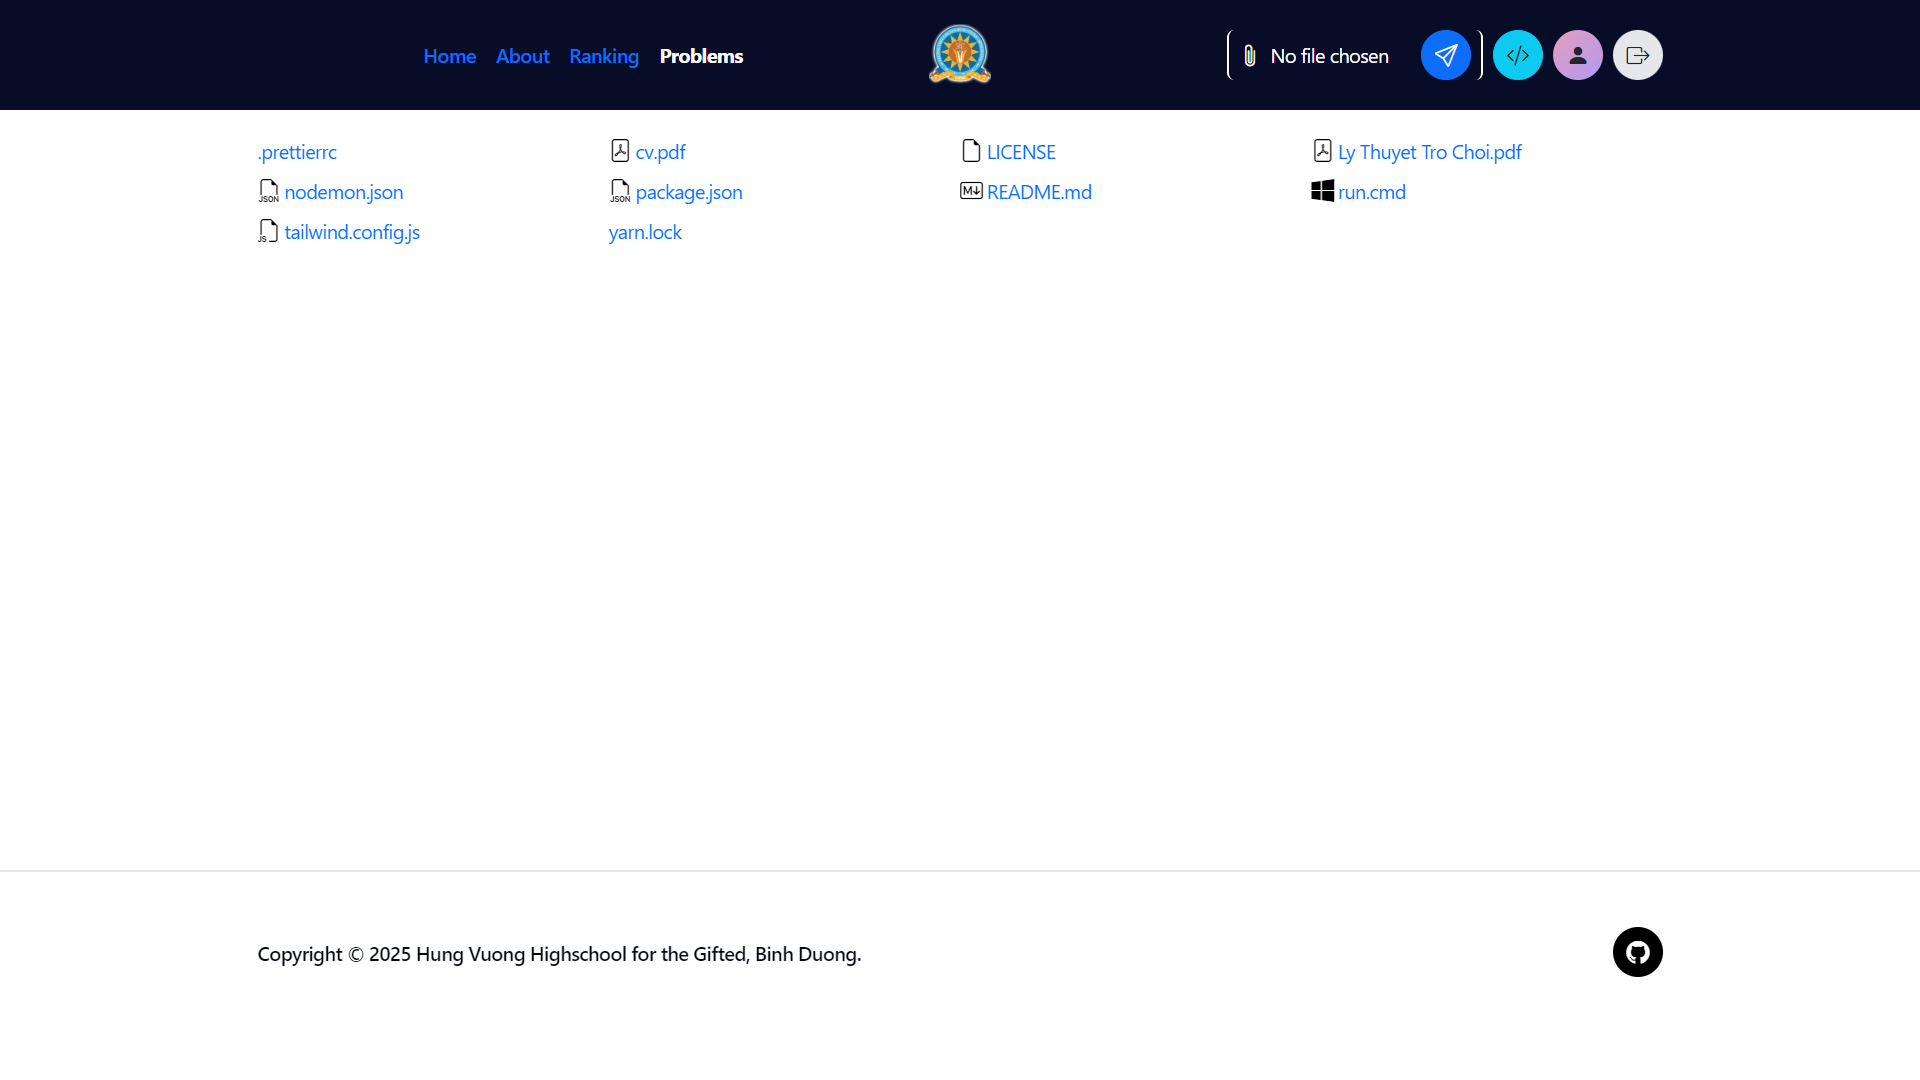 Home About Ranking Problems No file chosen
.prettierrc cv.pdf LICENSE Ly Thuyet Tro Choi.pdf
nodemon.json package.json README.md run.cmd
tailwind.config.js yarn.lock
Copyright © 2025 Hung Vuong Highschool for the Gifted, Binh Duong.